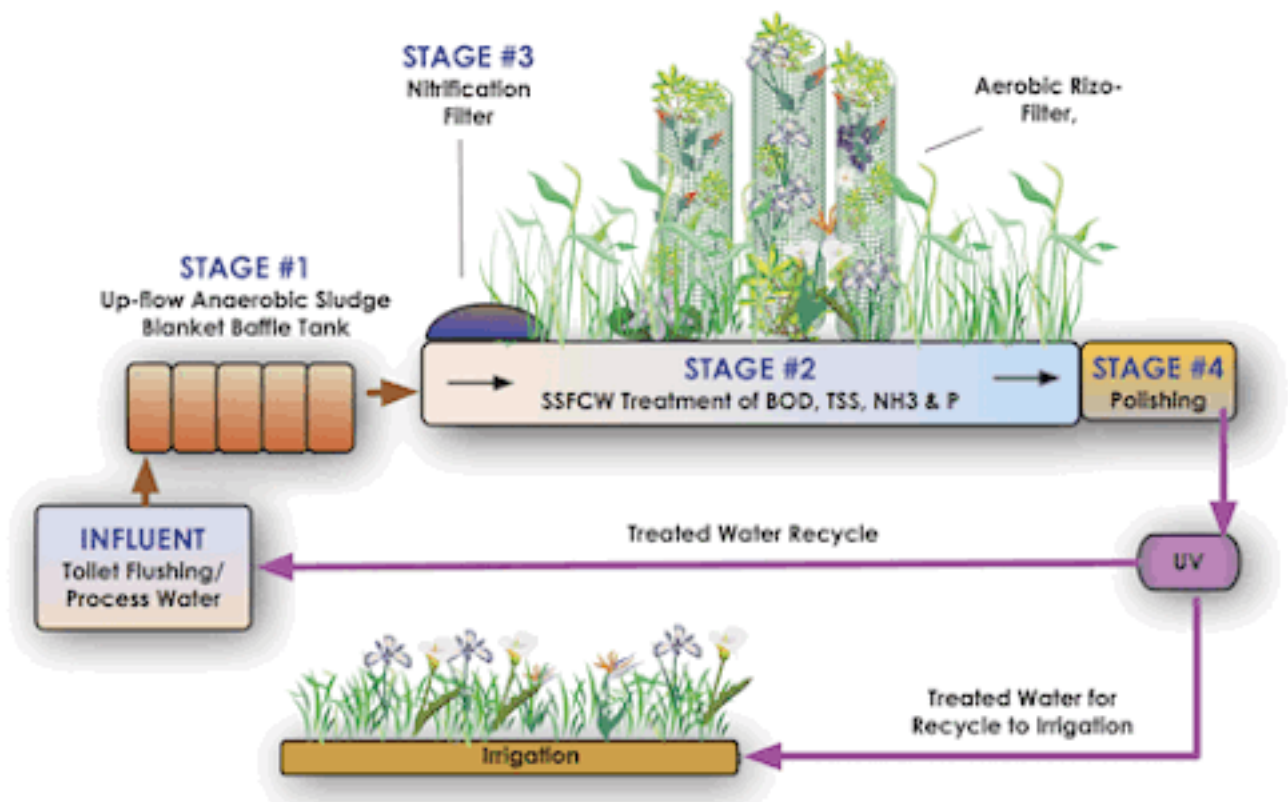 STAGE #3
Nitrification
Filter
Aerobic Rizo-
Filter,
STAGE #1
Up-flow Anaerobic Sludge
Blanket Baffle Tank
STAGE #2
SSFCW Treatment of BOD, TSS, NH3 & P
STAGE #4
Polishing
INFLUENT
Toilet Flushing/
Process Water
Treated Water Recycle
UV
Treated Water for
Recycle to Irrigation
Irrigation